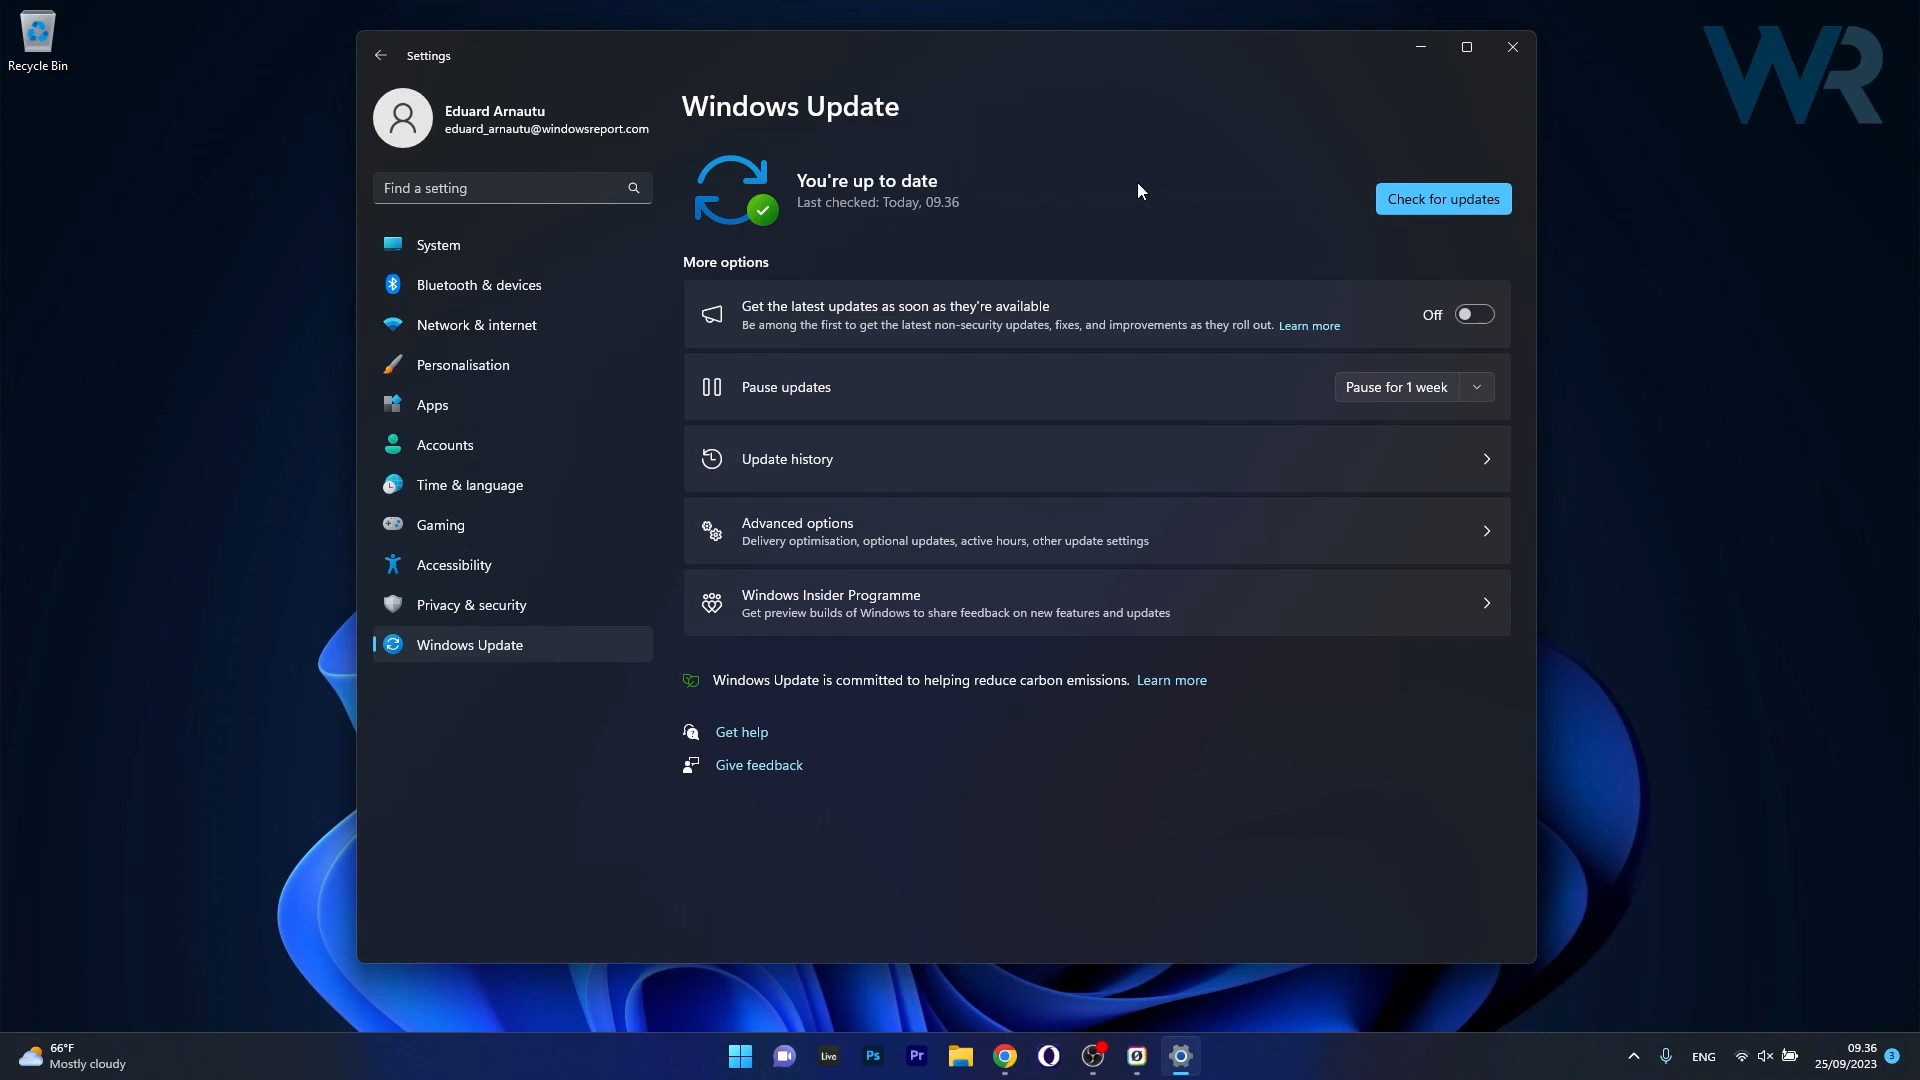 Recycle Bin
WR
Settings
Eduard Arnautu
eduard_arnautu@windowsreport.com
Find a setting
System
Bluetooth & devices
Network & internet
Personalisation
Apps
Accounts
Time & language
Gaming
Accessibility
Privacy & security
Windows Update
Windows Update
You're up to date
Last checked: Today, 09.36
Check for updates
More options
Get the latest updates as soon as they're available
Be among the first to get the latest non-security updates, fixes, and improvements as they roll out. Learn more
Off
Pause updates
Pause for 1 week
Update history
Advanced options
Delivery optimisation, optional updates, active hours, other update settings
Windows Insider Programme
Get preview builds of Windows to share feedback on new features and updates
Windows Update is committed to helping reduce carbon emissions. Learn more
Get help
Give feedback
66°F
Mostly cloudy
Live
Ps
Pr
ENG
09.36
25/09/2023
3